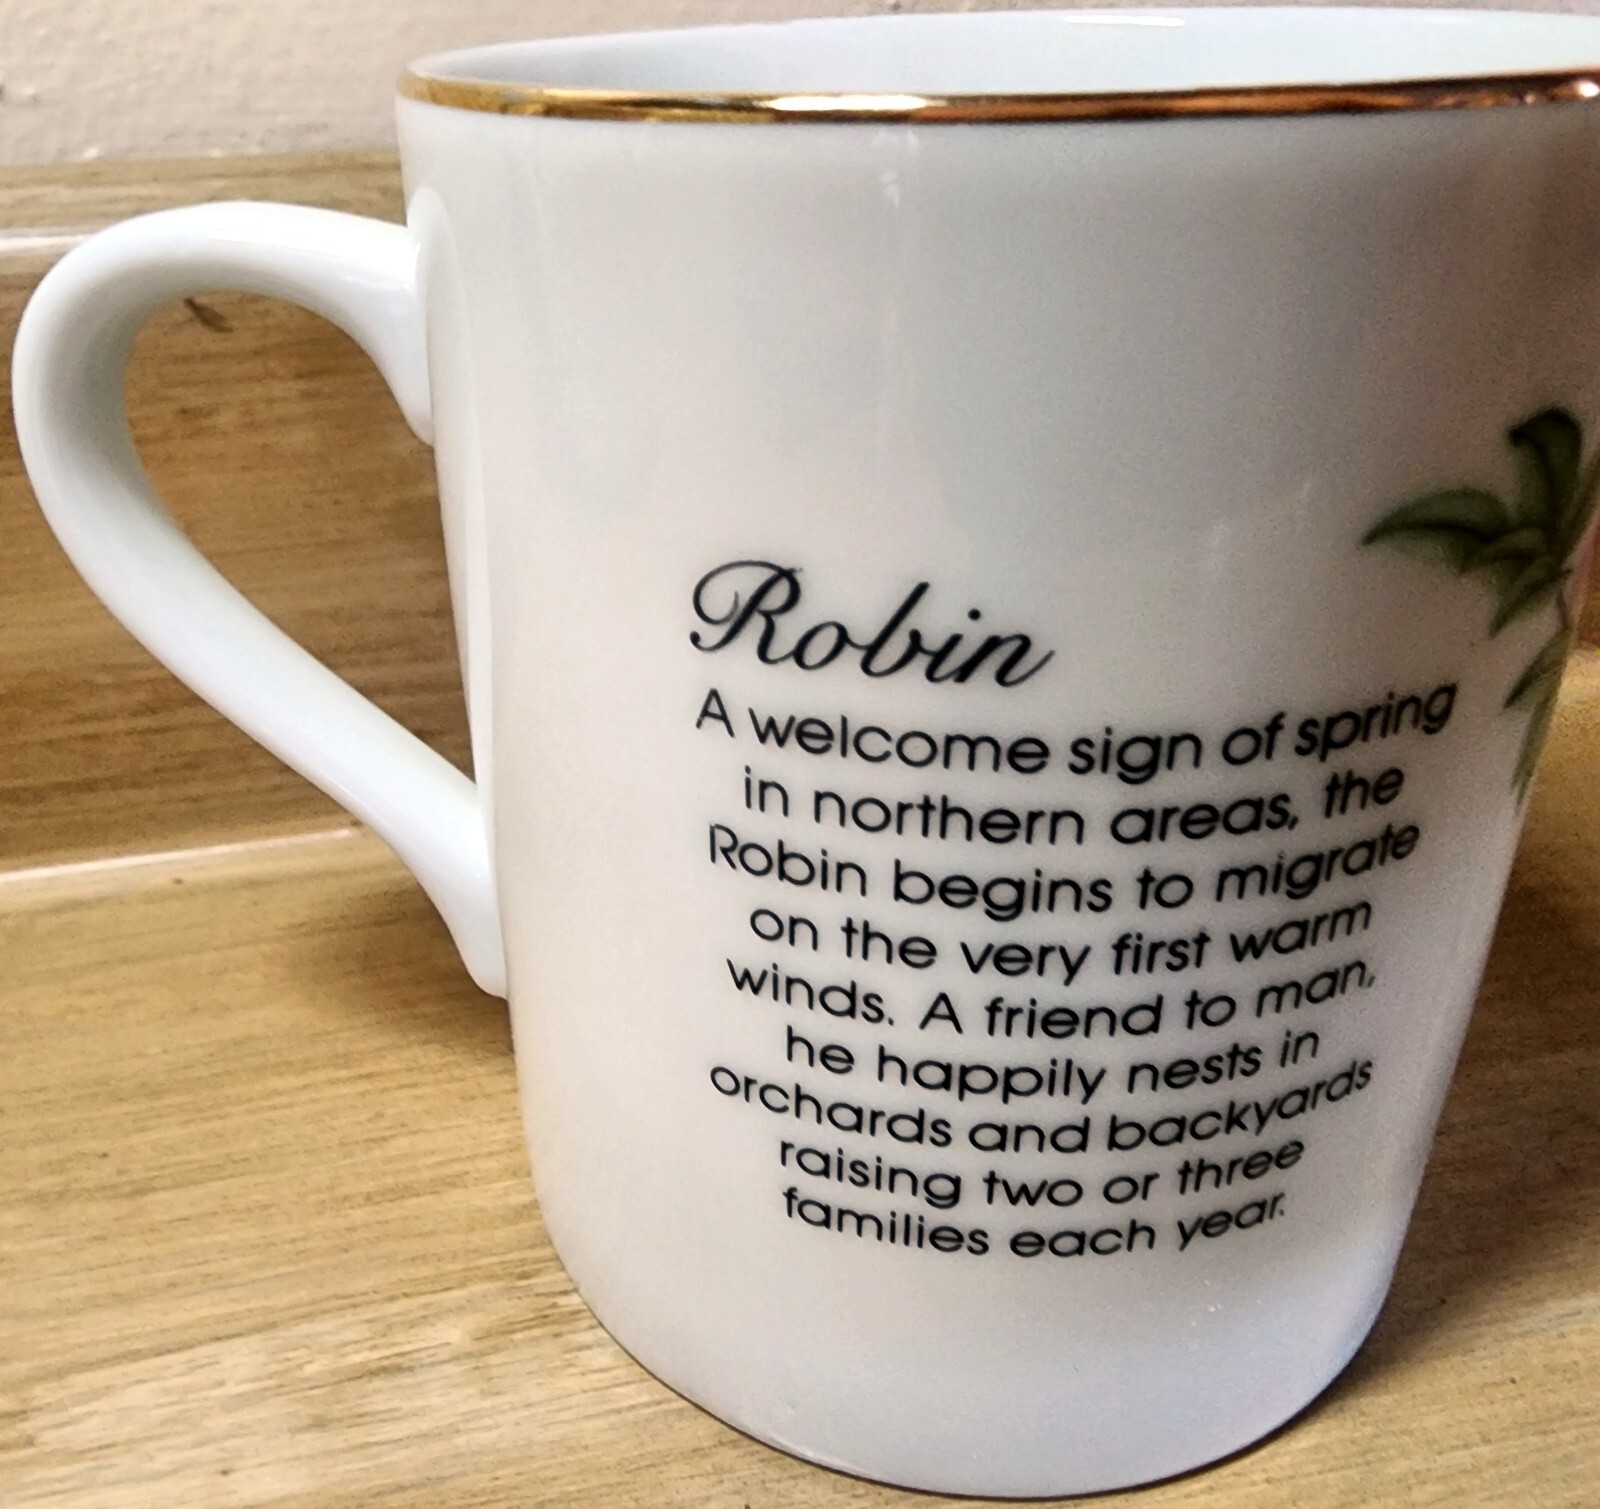 Robin
A welcome sign of spring
in northern areas, the
Robin begins to migrate
on the very first warm
winds. A friend to man,
he happily nests in
orchards and backyards
raising two or three
families each year.